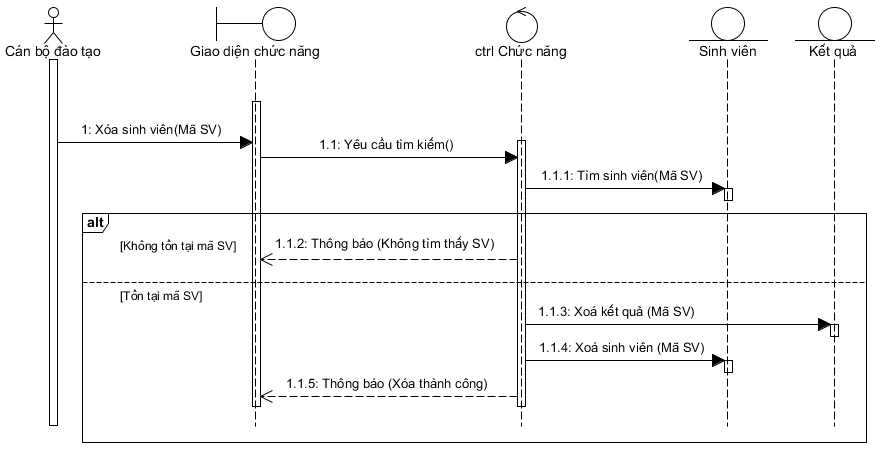 Cán bộ đào tạo
Giao diện chức năng
ctrl Chức năng
Sinh viên
Kết quả
1: Xóa sinh viên(Mã SV)
1.1: Yêu cầu tìm kiếm()
1.1.1: Tìm sinh viên(Mã SV)
alt
[Không tồn tại mã SV]
1.1.2: Thông báo (Không tìm thấy SV)
[Tồn tại mã SV]
1.1.3: Xoá kết quả (Mã SV)
1.1.4: Xoá sinh viên (Mã SV)
1.1.5: Thông báo (Xóa thành công)